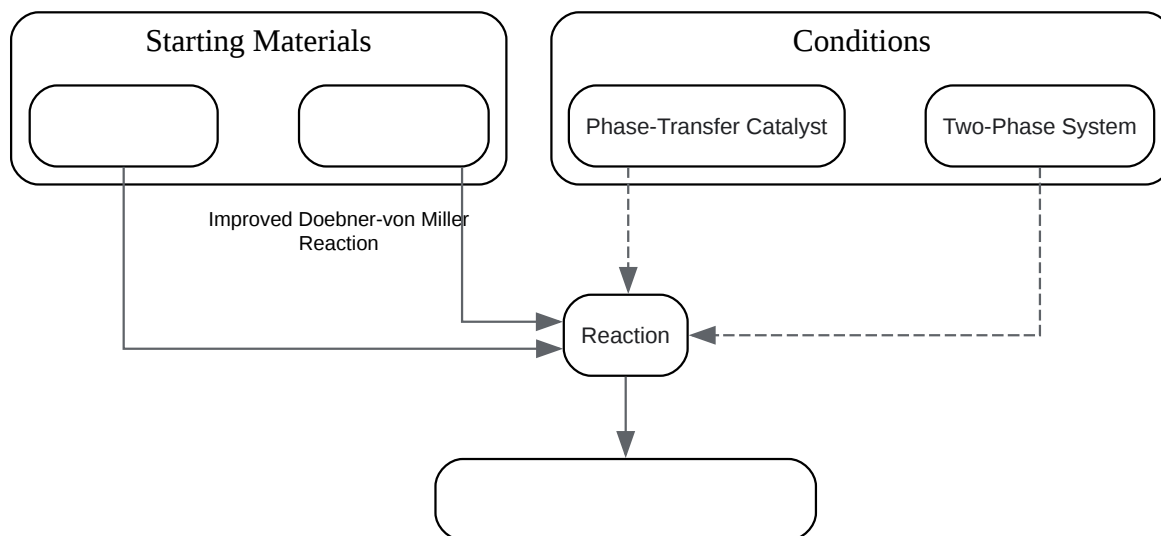 Starting Materials
Conditions
Phase-Transfer Catalyst
Two-Phase System
Improved Doebner-von Miller
Reaction
Reaction